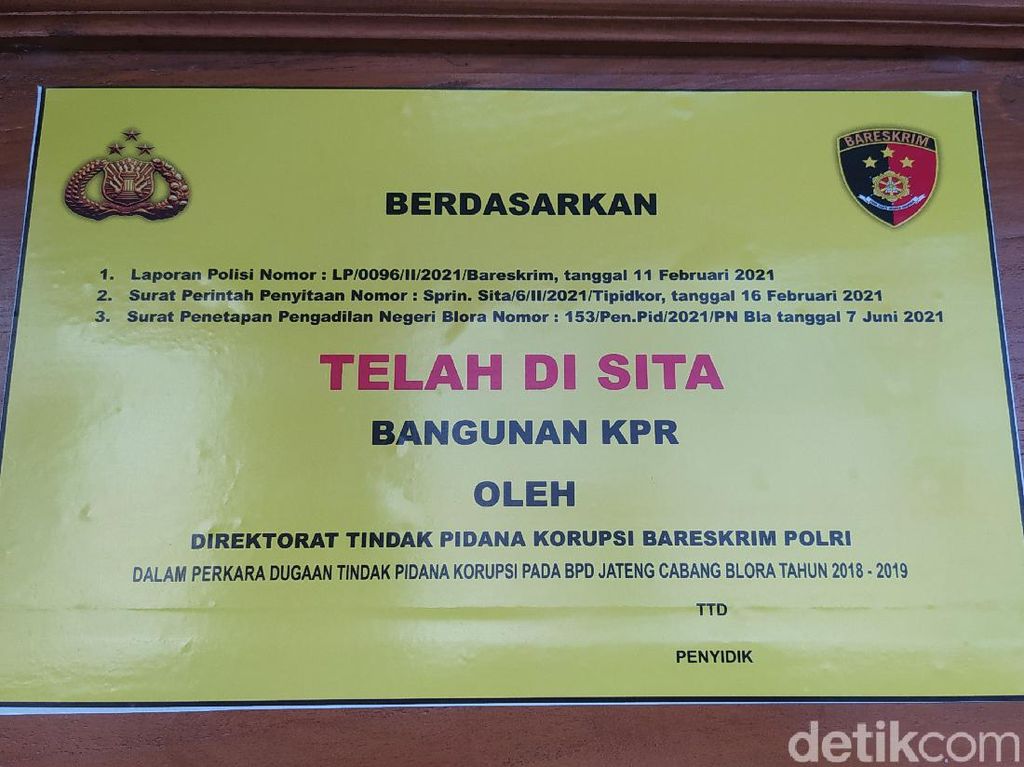 BARESKRIM
BERDASARKAN
1. Laporan Polisi Nomor : LP/0096/II/2021/Bareskrim, tanggal 11 Februari 2021
2. Surat Perintah Penyitaan Nomor : Sprin. Sita/6/II/2021/Tipidkor, tanggal 16 Februari 2021
3. Surat Penetapan Pengadilan Negeri Blora Nomor : 153/Pen.Pid/2021/PN Bla tanggal 7 Juni 2021
TELAH DI SITA
BANGUNAN KPR
OLEH
DIREKTORAT TINDAK PIDANA KORUPSI BARESKRIM POLRI
DALAM PERKARA DUGAAN TINDAK PIDANA KORUPSI PADA BPD JATENG CABANG BLORA TAHUN 2018 - 2019
TTD
PENYIDIK
detikcom